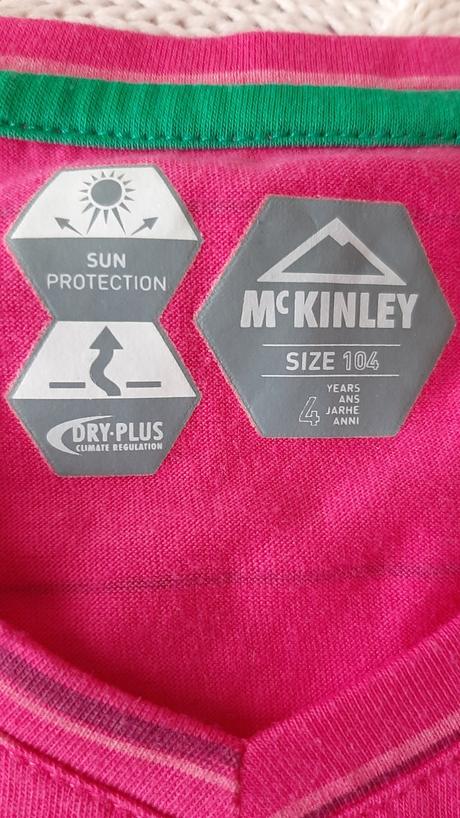 SUN
PROTECTION
DRY-PLUS
CLIMATE REGULATION
McKINLEY
SIZE 104
4
YEARS
ANS
JARHE
ANNI